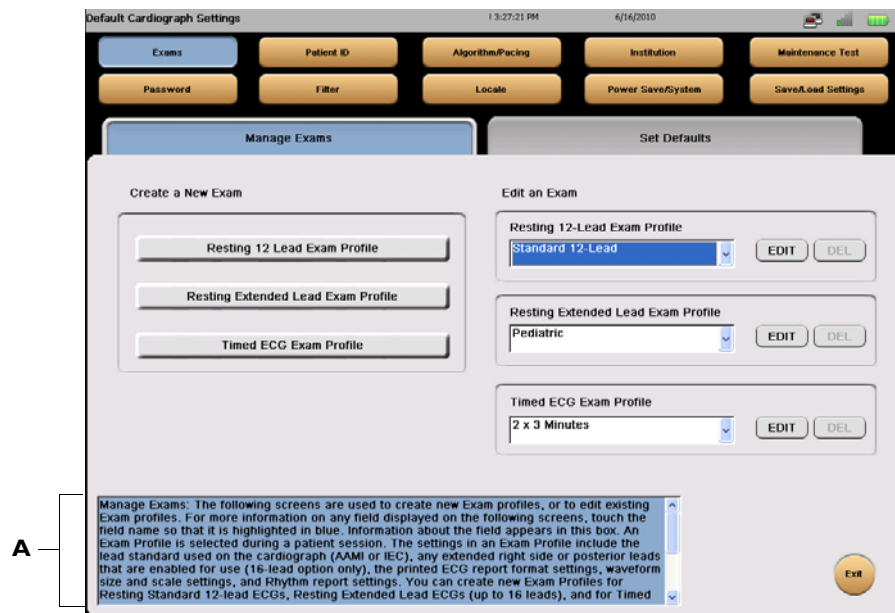 Default Cardiograph Settings
3:27:21 PM
6/16/2010
Exams
Patient ID
Algorithm/Pacing
Institution
Maintenance Test
Password
Filter
Locale
Power Save/System
Save/Load Settings
Manage Exams
Set Defaults
Create a New Exam
Resting 12 Lead Exam Profile
Resting Extended Lead Exam Profile
Timed ECG Exam Profile
Edit an Exam
Resting 12-Lead Exam Profile
Standard 12-Lead
EDIT
DEL
Resting Extended Lead Exam Profile
Pediatric
EDIT
DEL
Timed ECG Exam Profile
2 x 3 Minutes
EDIT
DEL
A
Manage Exams: The following screens are used to create new Exam profiles, or to edit existing
Exam profiles. For more information on any field displayed on the following screens, touch the
field name so that it is highlighted in blue. Information about the field appears in this box. An
Exam Profile is selected during a patient session. The settings in an Exam Profile include the
lead standard used on the cardiograph (AAMI or IEC), any extended right side or posterior leads
that are enabled for use (16-lead option only), the printed ECG report format settings, waveform
size and scale settings, and Rhythm report settings. You can create new Exam Profiles for
Resting Standard 12-lead ECGs, Resting Extended Lead ECGs (up to 16 leads), and for Timed
Exit